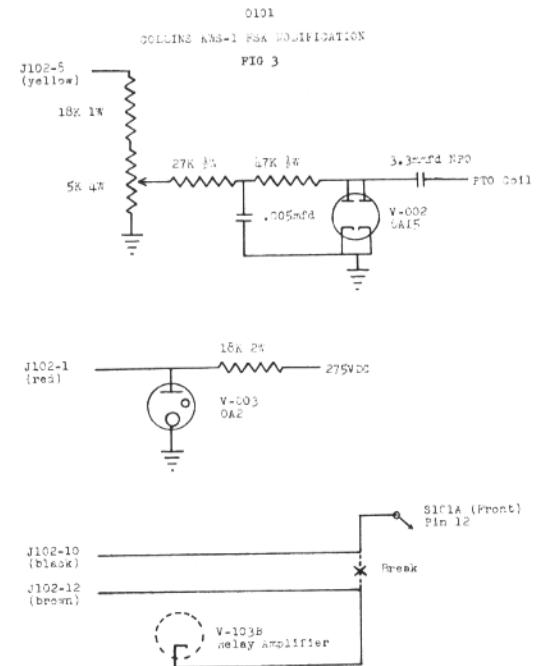 0101
COLLINS KWS-1 FSK MODIFICATION
FIG 3
J102-5
(yellow)
18K 1W
5K 4W
27K ½W
47K ½W
3.3mmfd NPO
PTO Coil
.005mfd
V-002
6AL5
18K 2W
J102-1
(red)
275VDC
V-003
OA2
S101A (Front)
Pin 12
J102-10
(black)
Break
J102-12
(brown)
V-103B
Relay Amplifier